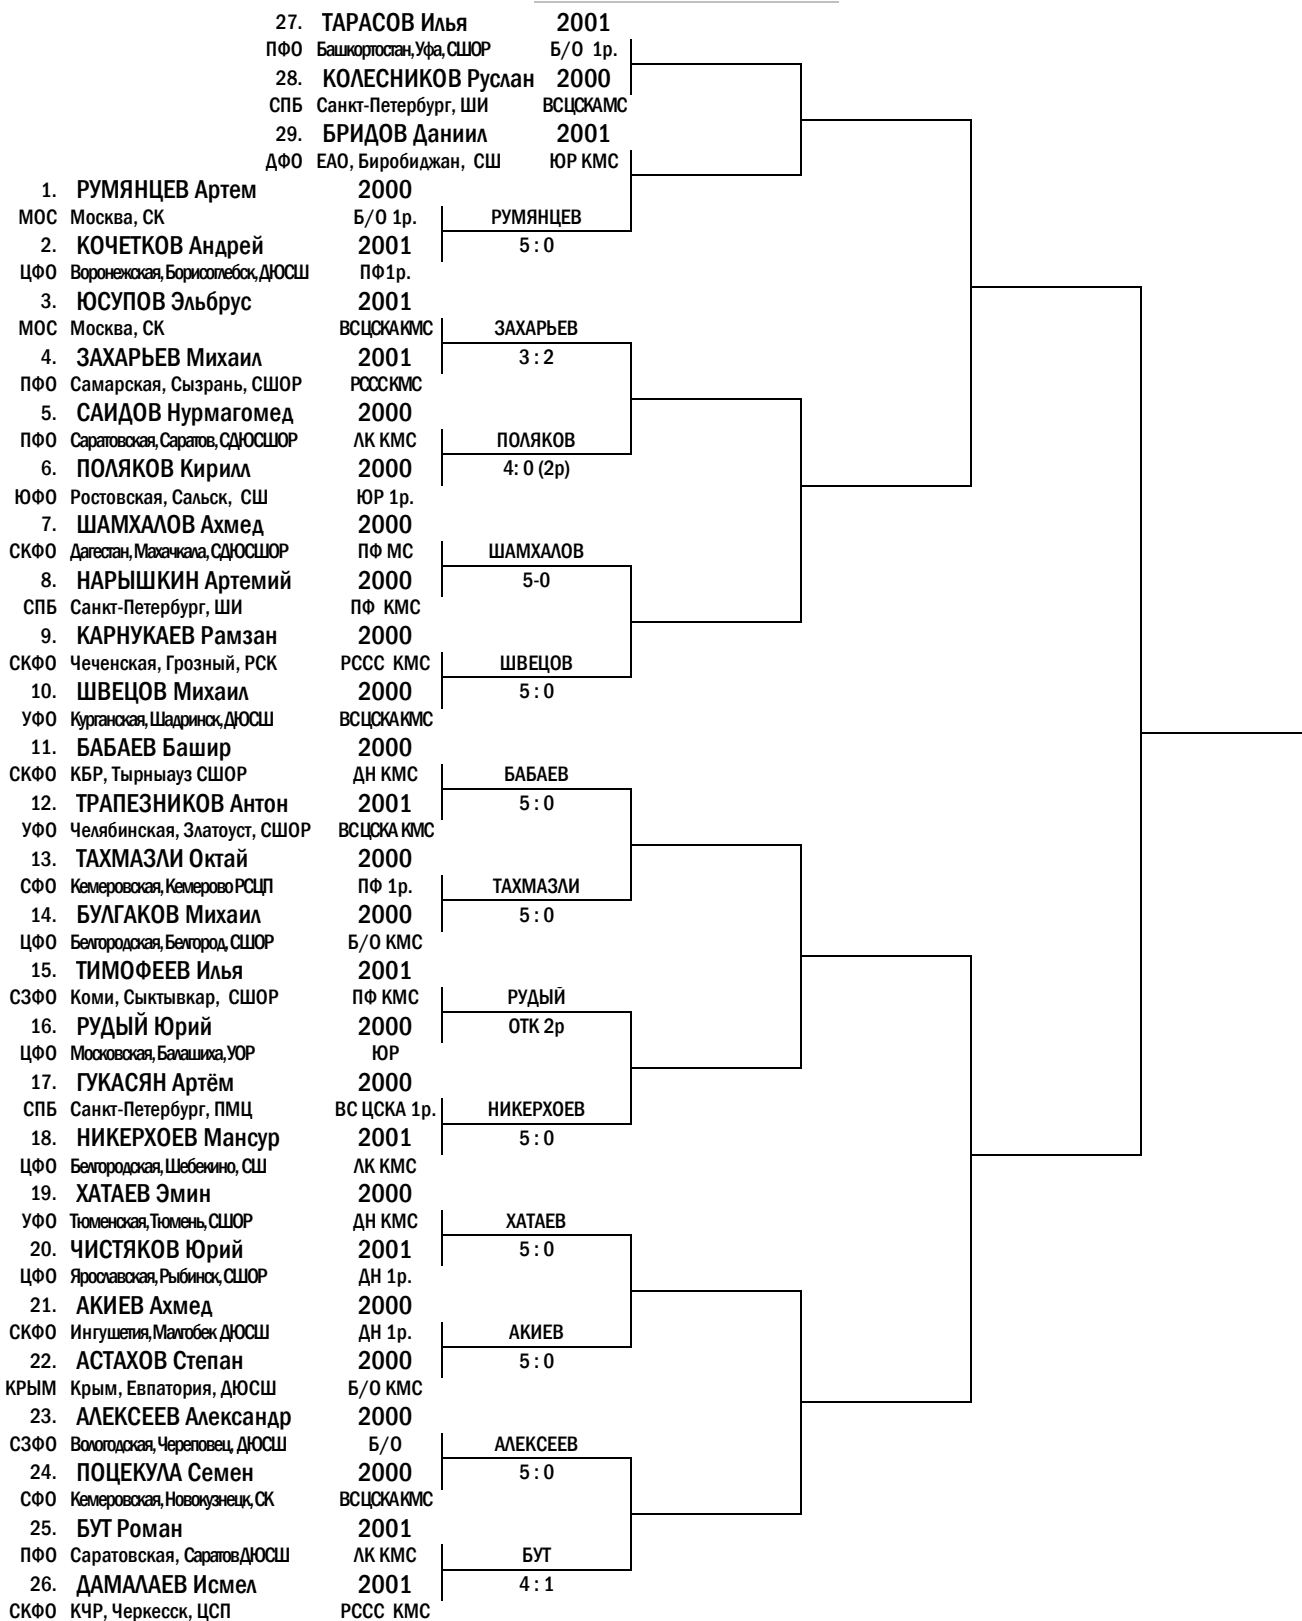 27. ТАРАСОВ Илья 2001
ПФО Башкортостан, Уфа, СШОР Б/О 1р.
28. КОЛЕСНИКОВ Руслан 2000
СПБ Санкт-Петербург, ШИ ВС ЦСКА МС
29. БРИДОВ Даниил 2001
ДФО ЕАО, Биробиджан, СШ ЮР КМС
1. РУМЯНЦЕВ Артем 2000
МОС Москва, СК Б/О 1р. РУМЯНЦЕВ
2. КОЧЕТКОВ Андрей 2001 5 : 0
ЦФО Воронежская, Борисоглебск, ДЮСШ ПФ1р.
3. ЮСУПОВ Эльбрус 2001
МОС Москва, СК ВС ЦСКА КМС ЗАХАРЬЕВ
4. ЗАХАРЬЕВ Михаил 2001 3 : 2
ПФО Самарская, Сызрань, СШОР РССС КМС
5. САИДОВ Нурмагомед 2000
ПФО Саратовская, Саратов, СДЮСШОР ЛК КМС ПОЛЯКОВ
6. ПОЛЯКОВ Кирилл 2000 4: 0 (2р)
ЮФО Ростовская, Сальск, СШ ЮР 1р.
7. ШАМХАЛОВ Ахмед 2000
СКФО Дагестан, Махачкала, СДЮСШОР ПФ МС ШАМХАЛОВ
8. НАРЫШКИН Артемий 2000 5-0
СПБ Санкт-Петербург, ШИ ПФ КМС
9. КАРНУКАЕВ Рамзан 2000
СКФО Чеченская, Грозный, РСК РССС КМС ШВЕЦОВ
10. ШВЕЦОВ Михаил 2000 5 : 0
УФО Курганская, Шадринск, ДЮСШ ВС ЦСКА КМС
11. БАБАЕВ Башир 2000
СКФО КБР, Тырныауз СШОР ДН КМС БАБАЕВ
12. ТРАПЕЗНИКОВ Антон 2001 5 : 0
УФО Челябинская, Златоуст, СШОР ВС ЦСКА КМС
13. ТАХМАЗЛИ Октай 2000
СФО Кемеровская, Кемерово РСЦП ПФ 1р. ТАХМАЗЛИ
14. БУЛГАКОВ Михаил 2000 5 : 0
ЦФО Белгородская, Белгород, СШОР Б/О КМС
15. ТИМОФЕЕВ Илья 2001
СЗФО Коми, Сыктывкар, СШОР ПФ КМС РУДЫЙ
16. РУДЫЙ Юрий 2000 ОТК 2р
ЦФО Московская, Балашиха, УОР ЮР
17. ГУКАСЯН Артём 2000
СПБ Санкт-Петербург, ПМЦ ВС ЦСКА 1р. НИКЕРХОЕВ
18. НИКЕРХОЕВ Мансур 2001 5 : 0
ЦФО Белгородская, Шебекино, СШ ЛК КМС
19. ХАТАЕВ Эмин 2000
УФО Тюменская, Тюмень, СШОР ДН КМС ХАТАЕВ
20. ЧИСТЯКОВ Юрий 2001 5 : 0
ЦФО Ярославская, Рыбинск, СШОР ДН 1р.
21. АКИЕВ Ахмед 2000
СКФО Ингушетия, Малгобек ДЮСШ ДН 1р. АКИЕВ
22. АСТАХОВ Степан 2000 5 : 0
КРЫМ Крым, Евпатория, ДЮСШ Б/О КМС
23. АЛЕКСЕЕВ Александр 2000
СЗФО Вологодская, Череповец, ДЮСШ Б/О АЛЕКСЕЕВ
24. ПОЦЕКУЛА Семен 2000 5 : 0
СФО Кемеровская, Новокузнецк, СК ВС ЦСКА КМС
25. БУТ Роман 2001
ПФО Саратовская, Саратов ДЮСШ ЛК КМС БУТ
26. ДАМАЛАЕВ Исмел 2001 4 : 1
СКФО КЧР, Черкесск, ЦСП РССС КМС